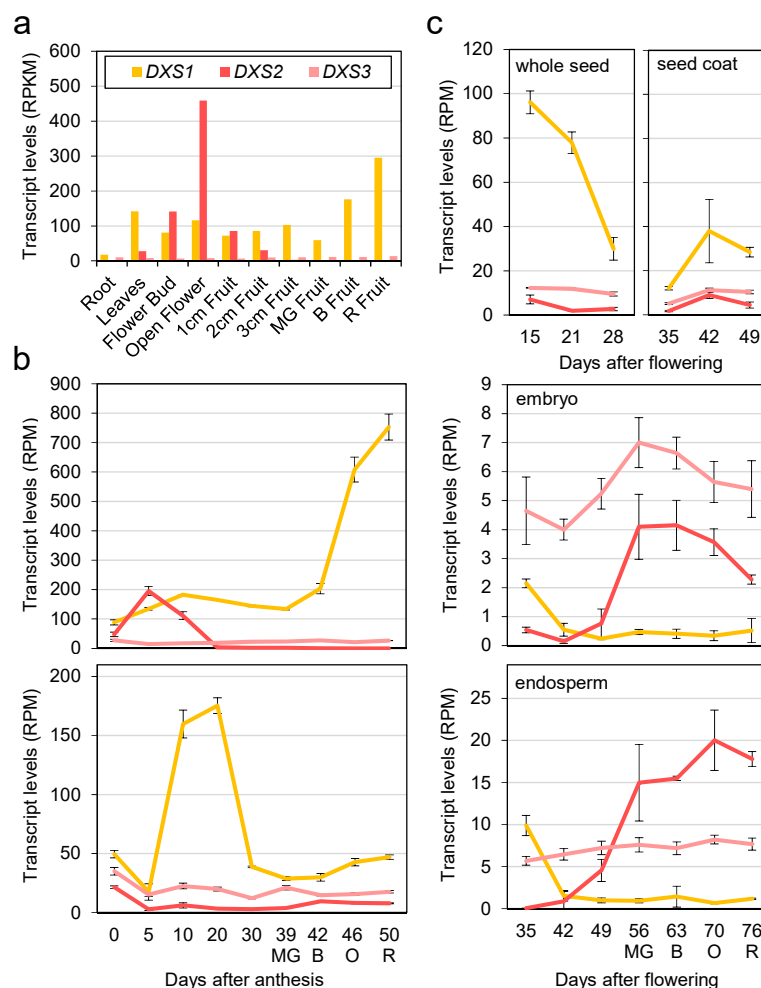 a
Transcript levels (RPKM)
600
500
400
300
200
100
0
DXS1 DXS2 DXS3
Root
Leaves
Flower Bud
Open Flower
1cm Fruit
2cm Fruit
3cm Fruit
MG Fruit
B Fruit
R Fruit
b
Transcript levels (RPM)
900
800
700
600
500
400
300
200
100
0
Transcript levels (RPM)
200
150
100
50
0
0 5 10 20 30 39 42 46 50
MG B O R
Days after anthesis
c
Transcript levels (RPM)
120
100
80
60
40
20
0
whole seed
seed coat
15 21 28 35 42 49
Days after flowering
Transcript levels (RPM)
9
8
7
6
5
4
3
2
1
0
embryo
Transcript levels (RPM)
25
20
15
10
5
0
endosperm
35 42 49 56 63 70 76
MG B O R
Days after flowering